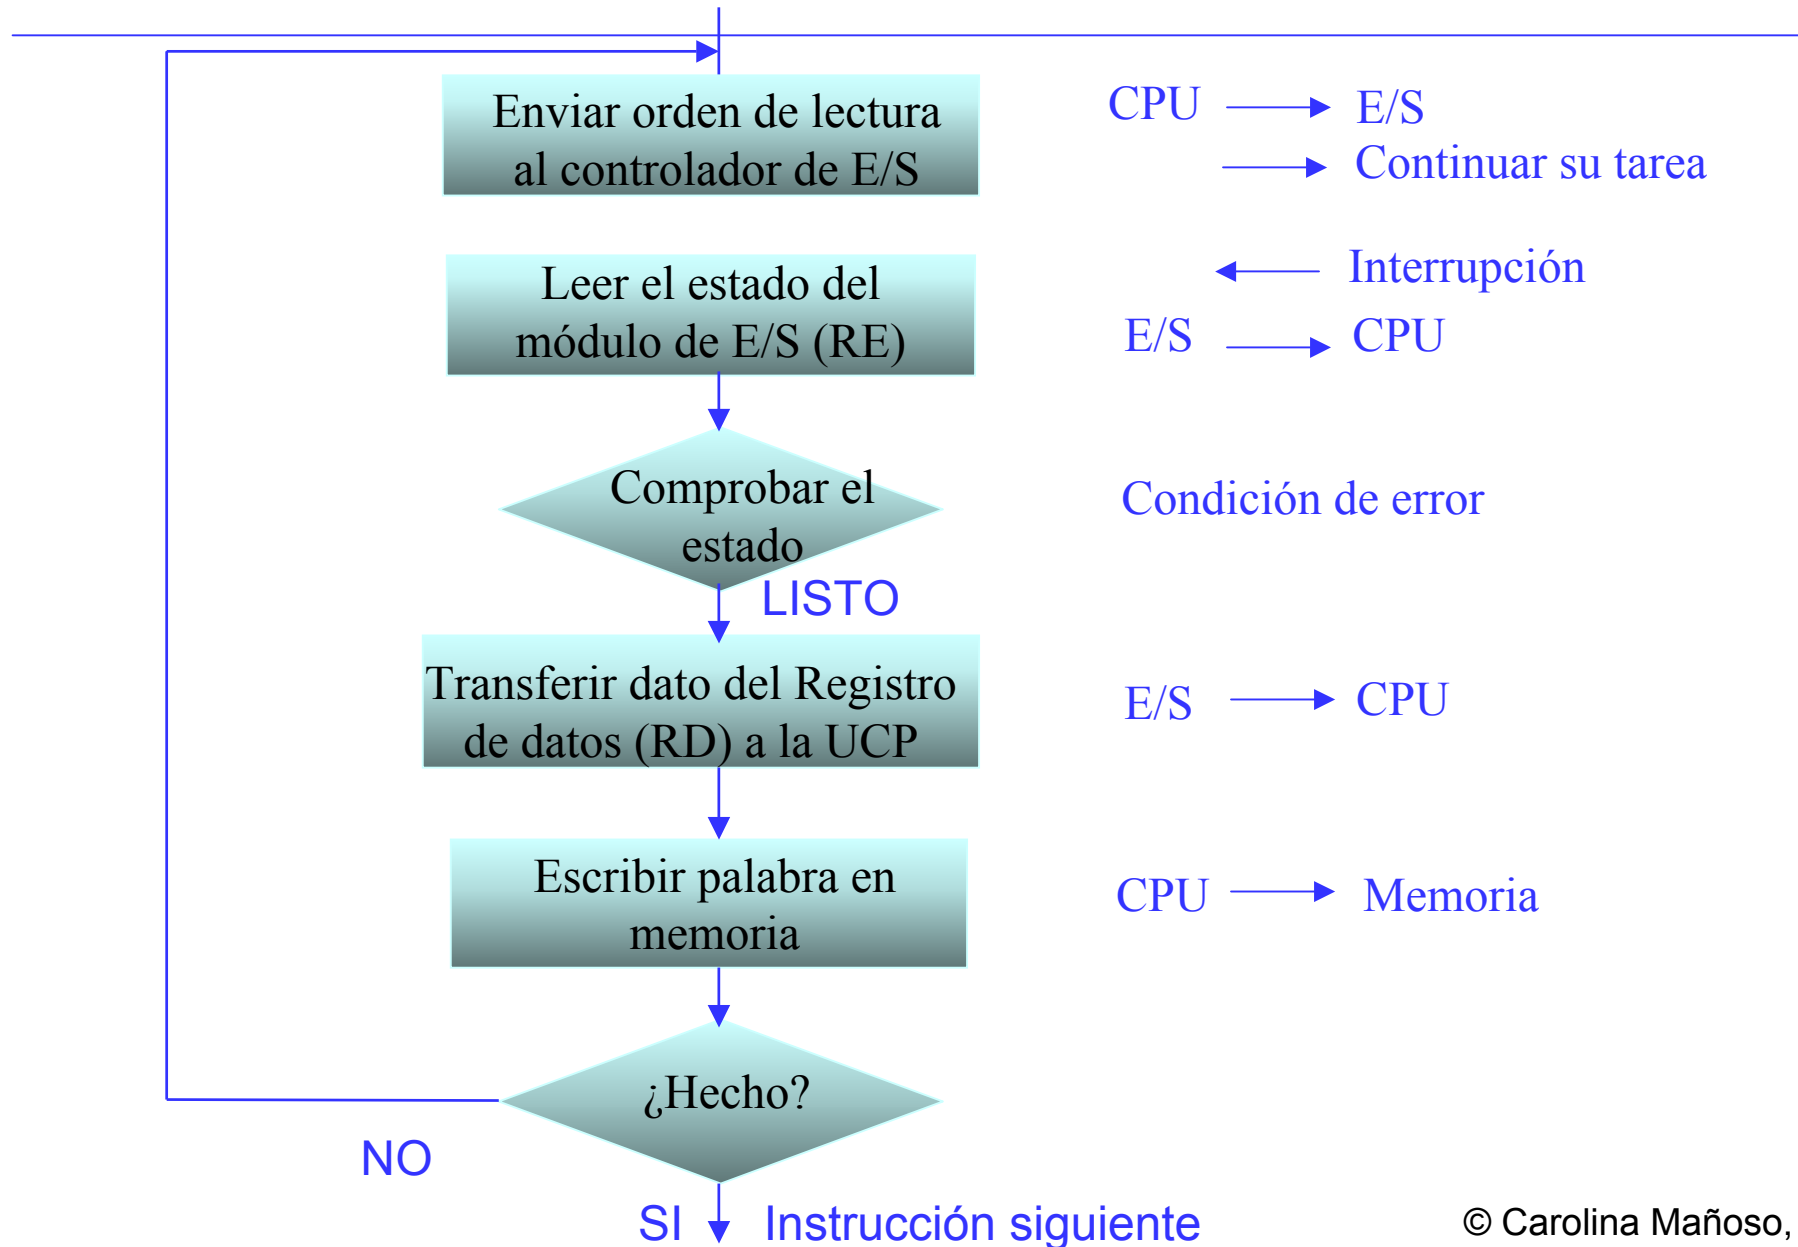 Enviar orden de lectura
al controlador de E/S
CPU E/S
Continuar su tarea
Leer el estado del
módulo de E/S (RE)
Interrupción
E/S CPU
Comprobar el
estado
Condición de error
LISTO
Transferir dato del Registro
de datos (RD) a la UCP
E/S CPU
Escribir palabra en
memoria
CPU Memoria
¿Hecho?
NO
SI Instrucción siguiente
© Carolina Mañoso,